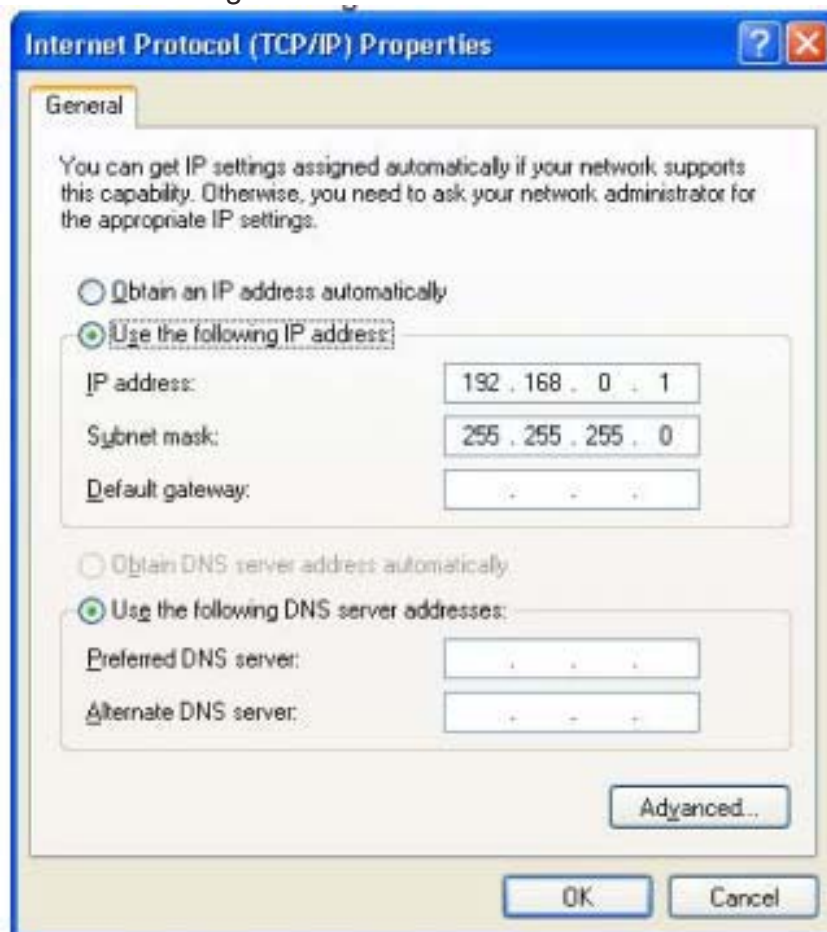 Internet Protocol (TCP/IP) Properties
General
You can get IP settings assigned automatically if your network supports
this capability. Otherwise, you need to ask your network administrator for
the appropriate IP settings.
Obtain an IP address automatically
Use the following IP address:
IP address: 192 . 168 . 0 . 1
Subnet mask: 255 . 255 . 255 . 0
Default gateway: . . .
Obtain DNS server address automatically
Use the following DNS server addresses:
Preferred DNS server: . . .
Alternate DNS server: . . .
Advanced...
OK Cancel